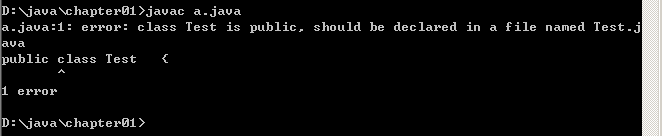 D:\java\chapter01>javac a.java
a.java:1: error: class Test is public, should be declared in a file named Test.j
ava
public class Test   {
       ^
1 error
D:\java\chapter01>